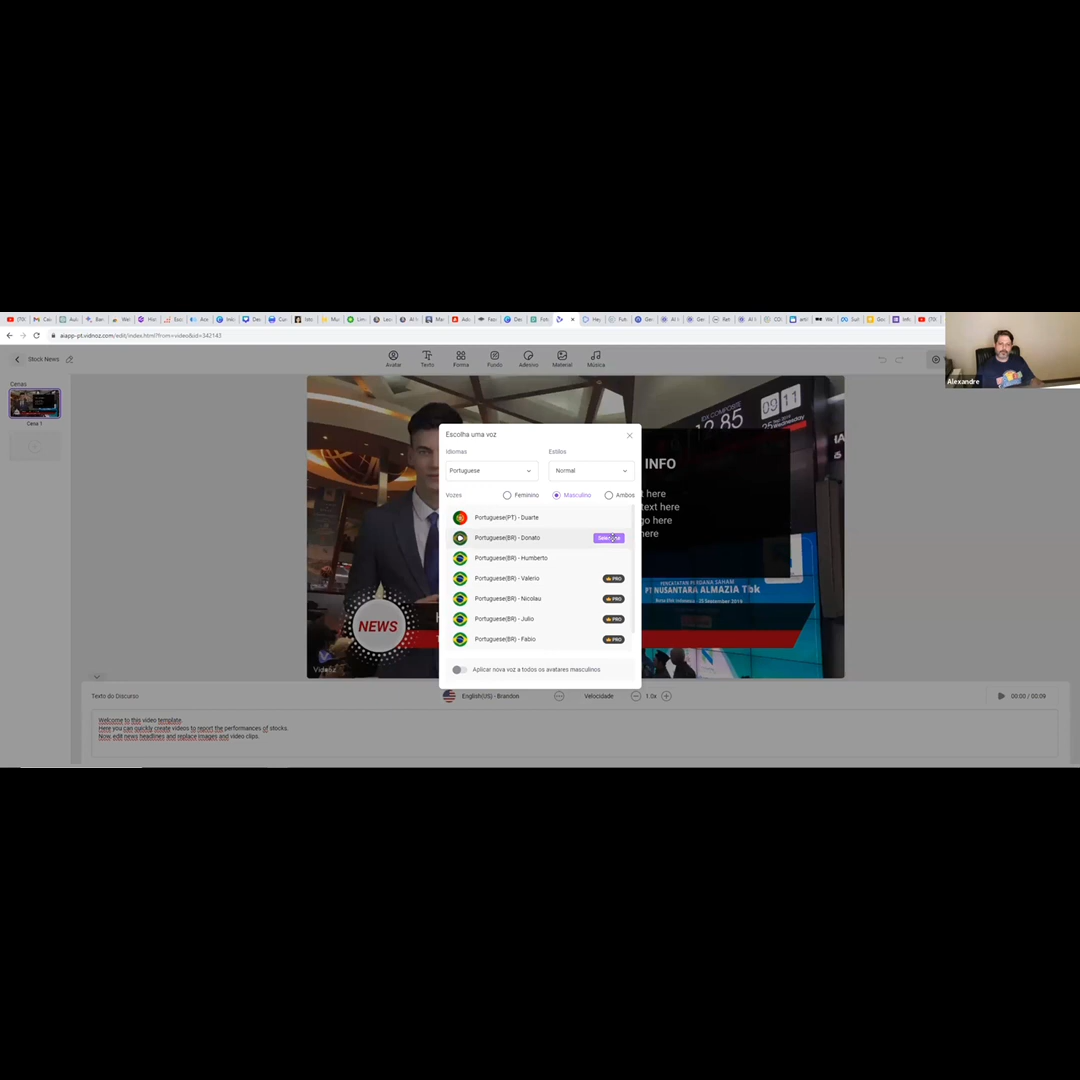 aiapp-pt.vidnoz.com/edit/index.html?from=video&id=342143
Stock News
Avatar
Texto
Forma
Fundo
Adesivo
Material
Música
Cenas
Cena 1
IDX COMPOSITE
09 11
Wednesday
INFO
t here
text here
go here
here
PT NUSANTARA ALMAZIA Tbk
NEWS
Vidnoz
Escolha uma voz
Idiomas
Estilos
Portuguese
Normal
Vozes
Feminino
Masculino
Ambos
Portuguese(PT) - Duarte
Portuguese(BR) - Donato
Portuguese(BR) - Humberto
Portuguese(BR) - Valerio
PRO
Portuguese(BR) - Nicolau
PRO
Portuguese(BR) - Julio
PRO
Portuguese(BR) - Fabio
PRO
Aplicar nova voz a todos os avatares masculinos
Texto do Discurso
English(US) - Brandon
Velocidade
1.0x
00:00 / 00:09
Welcome to this video template.
Here you can quickly create videos to report the performances of stocks.
Now, edit news headlines and replace images and video clips.
Alexandre